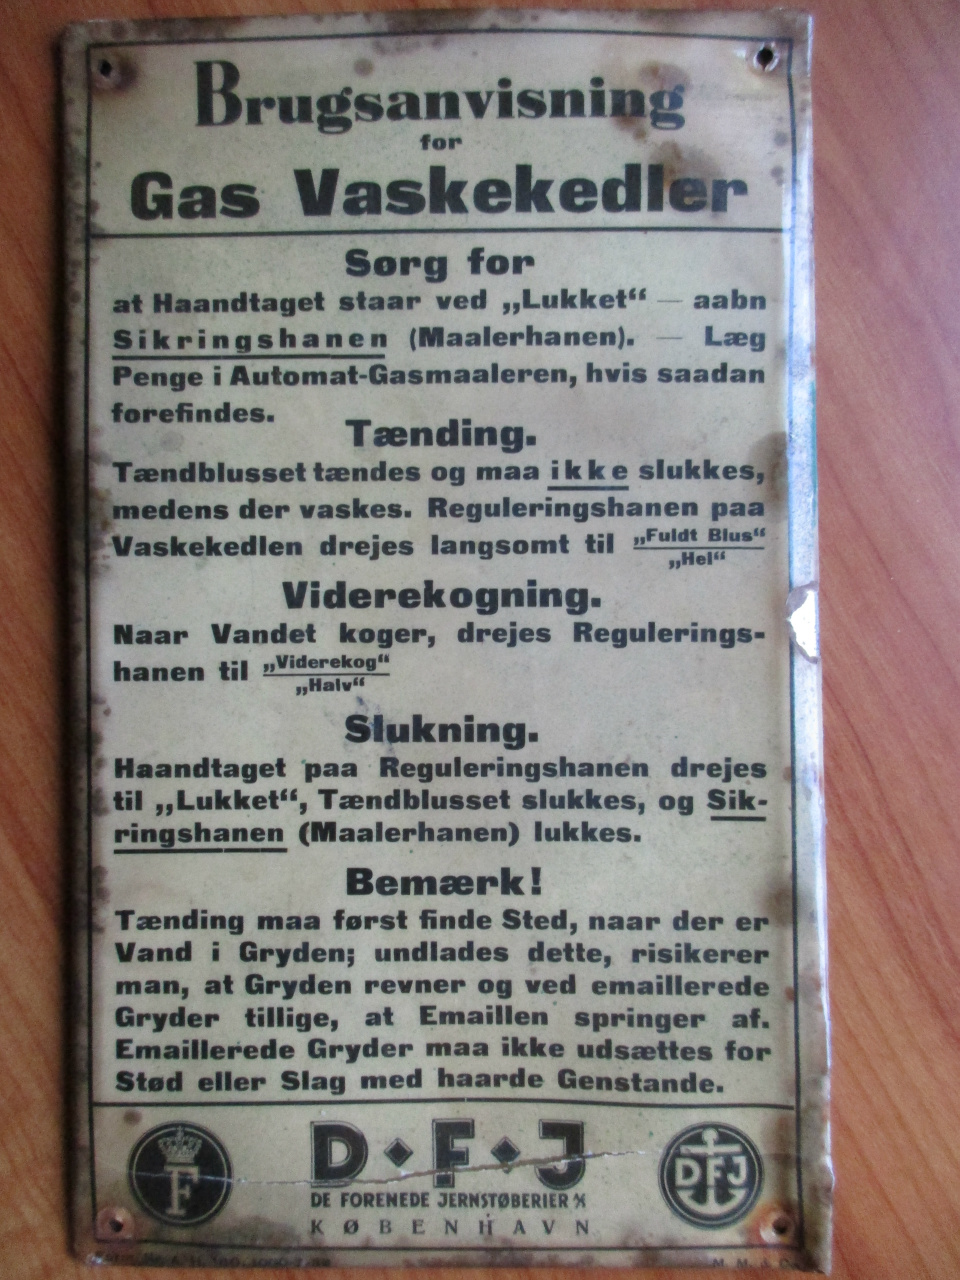 Brugsanvisning
for
Gas Vaskekedler
Sørg for
at Haandtaget staar ved „Lukket“ — aabn
Sikringshanen (Maalerhanen). — Læg
Penge i Automat-Gasmaaleren, hvis saadan
forefindes.
Tænding.
Tændblusset tændes og maa ikke slukkes,
medens der vaskes. Reguleringshanen paa
Vaskekedlen drejes langsomt til „Fuldt Blus“
„Hel“
Viderekogning.
Naar Vandet koger, drejes Regulerings-
hanen til „Viderekog“
„Halv“
Slukning.
Haandtaget paa Reguleringshanen drejes
til „Lukket“, Tændblusset slukkes, og Sik-
ringshanen (Maalerhanen) lukkes.
Bemærk!
Tænding maa først finde Sted, naar der er
Vand i Gryden; undlades dette, risikerer
man, at Gryden revner og ved emaillerede
Gryder tillige, at Emaillen springer af.
Emaillerede Gryder maa ikke udsættes for
Stød eller Slag med haarde Genstande.
F
D◆F◆J
DFJ
DE FORENEDE JERNSTØBERIER A/S
KØBENHAVN